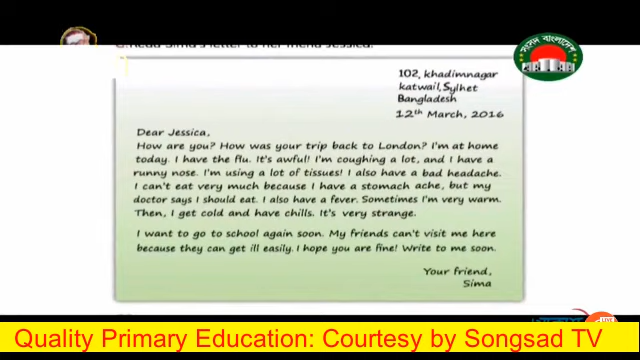 C. Read Sima's letter to her friend Jessica.
সংসদ বাংলাদেশ
102, Khadimnagar
Katwail, Sylhet
Bangladesh
12th March, 2016
Dear Jessica,
How are you? How was your trip back to London? I'm at home
today. I have the flu. It's awful! I'm coughing a lot, and I have a
runny nose. I'm using a lot of tissues! I also have a bad headache.
I can't eat very much because I have a stomach ache, but my
doctor says I should eat. I also have a fever. Sometimes I'm very warm.
Then, I get cold and have chills. It's very strange.
I want to go to school again soon. My friends can't visit me here
because they can get ill easily. I hope you are fine! Write to me soon.
Your friend,
Sima
LIVE
Quality Primary Education: Courtesy by Songsad TV